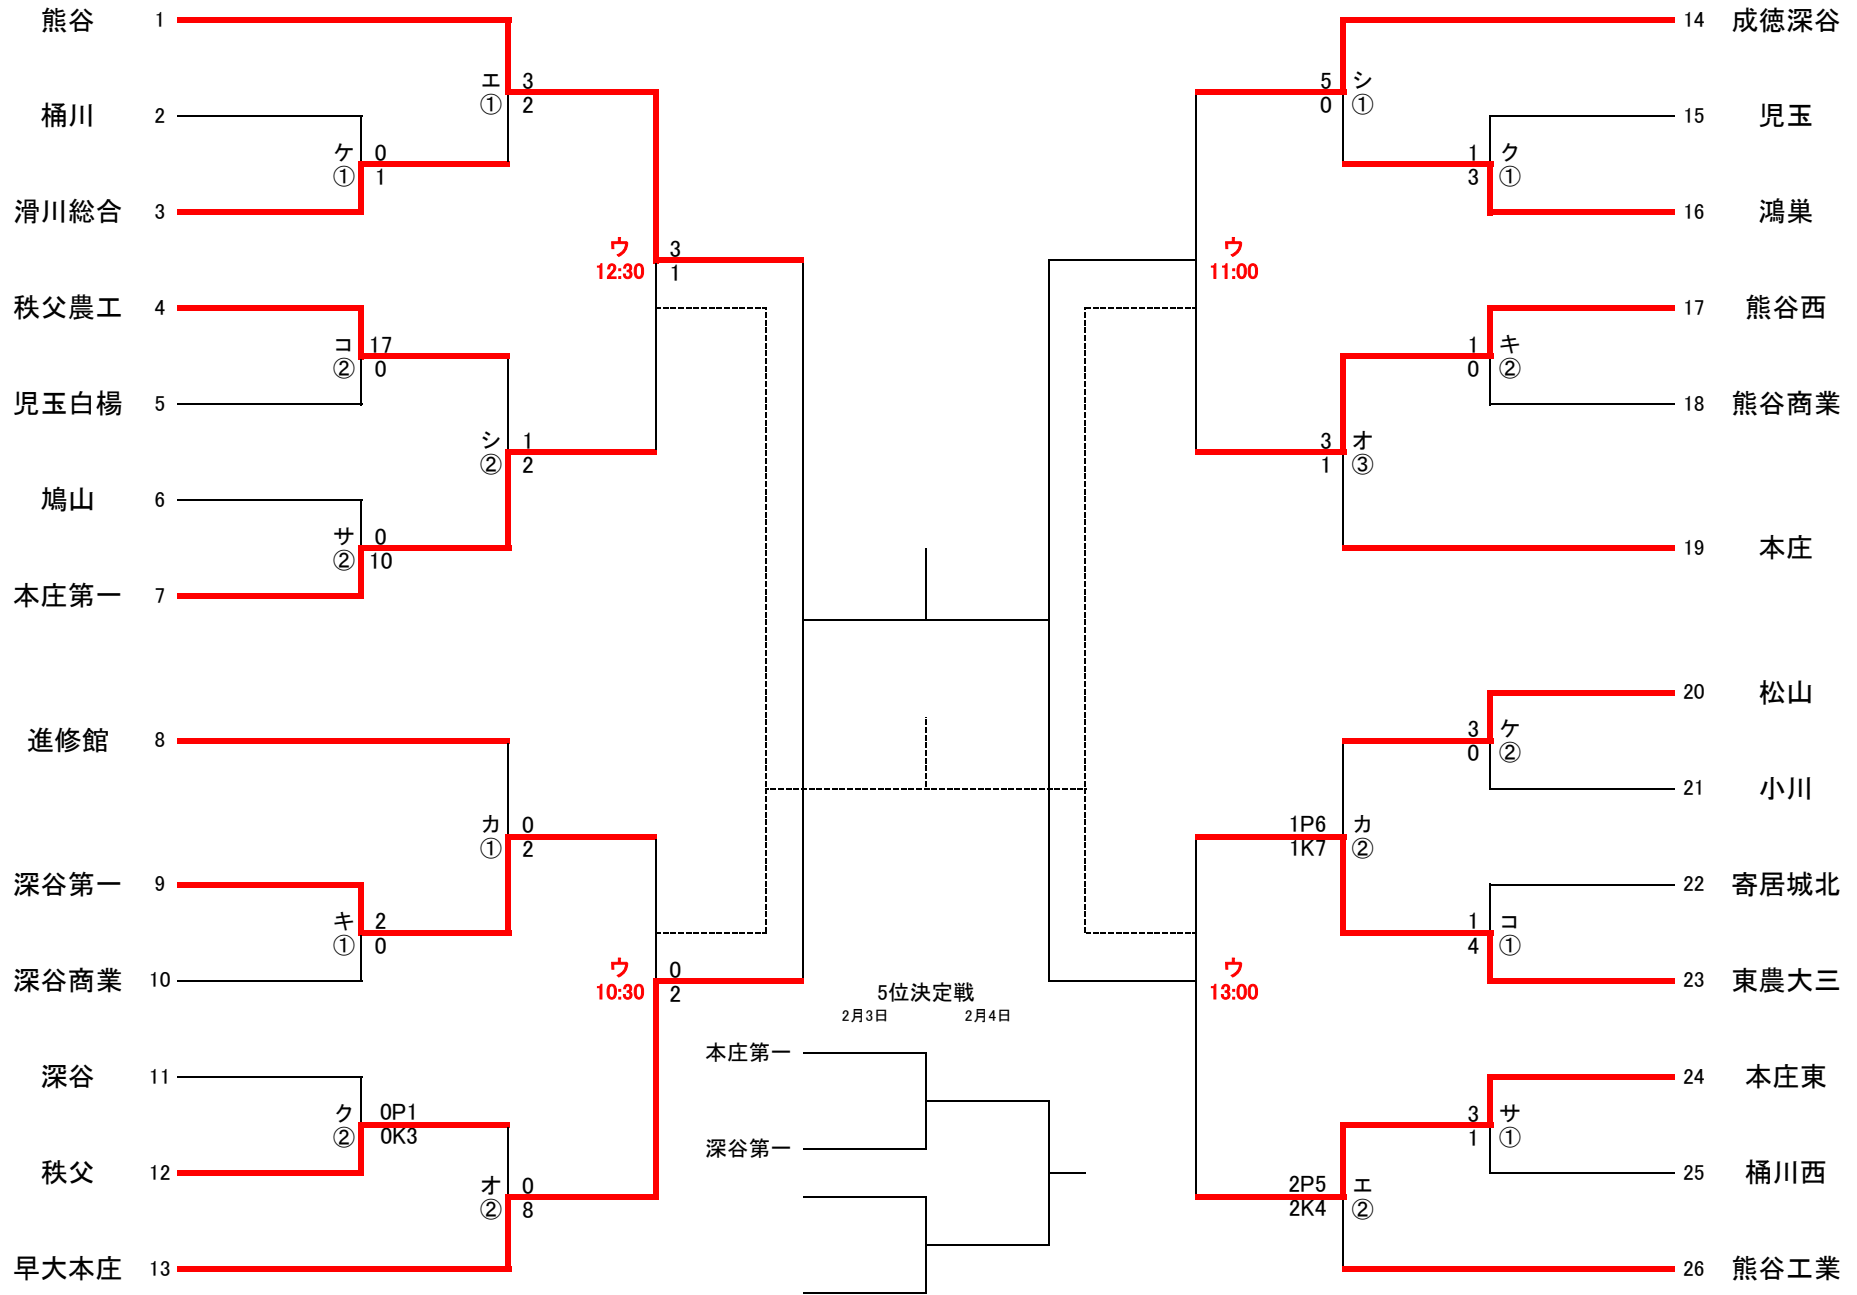 熊谷 1
桶川 2
滑川総合 3
秩父農工 4
児玉白楊 5
鳩山 6
本庄第一 7
進修館 8
深谷第一 9
深谷商業 10
深谷 11
秩父 12
早大本庄 13
ケ 0
① 1
コ 17
② 0
サ 0
② 10
キ 2
① 0
ク 0P1
② 0K3
エ 3
① 2
シ 1
② 2
カ 0
① 2
オ 0
② 8
ウ 3
12:30 1
ウ 0
10:30 2
5位決定戦
2月3日 2月4日
本庄第一
深谷第一
ウ
11:00
ウ
13:00
5 シ
0 ①
3 オ
1 ③
1P6 カ
1K7 ②
2P5 エ
2K4 ②
1 ク
3 ①
1 キ
0 ②
3 ケ
0 ②
1 コ
4 ①
3 サ
1 ①
14 成徳深谷
15 児玉
16 鴻巣
17 熊谷西
18 熊谷商業
19 本庄
20 松山
21 小川
22 寄居城北
23 東農大三
24 本庄東
25 桶川西
26 熊谷工業